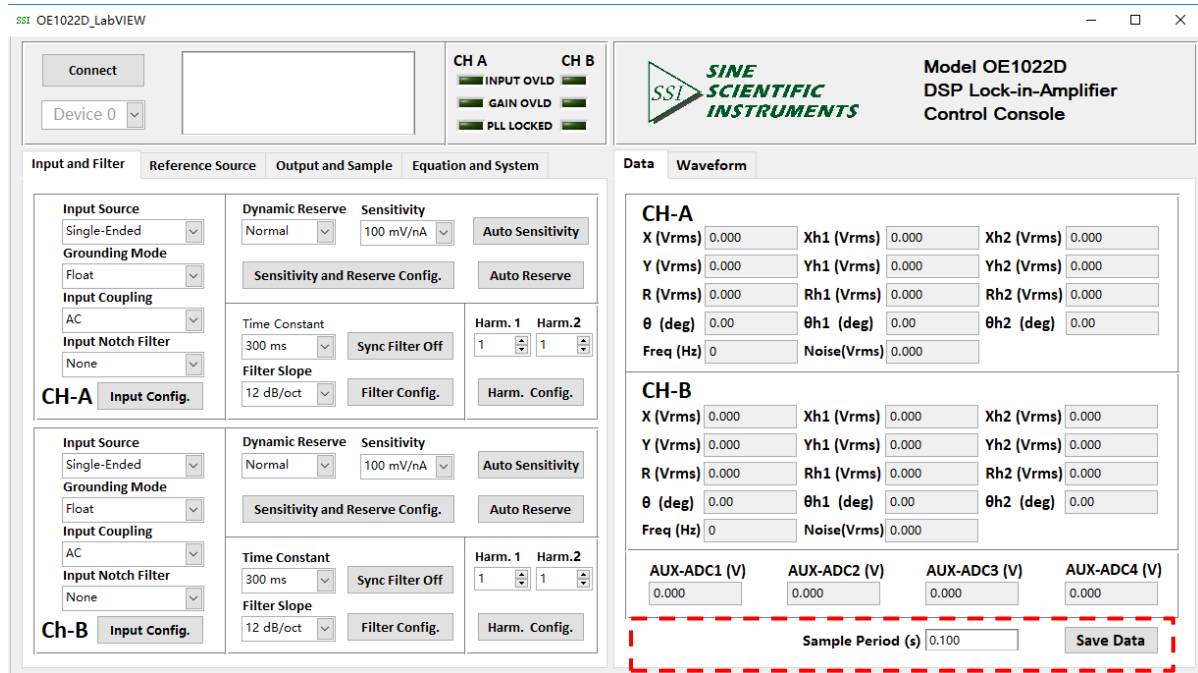 SSI OE1022D_LabVIEW
Connect
Device 0
CH A CH B
INPUT OVLD
GAIN OVLD
PLL LOCKED
SSI
SINE
SCIENTIFIC
INSTRUMENTS
Model OE1022D
DSP Lock-in-Amplifier
Control Console
Input and Filter Reference Source Output and Sample Equation and System
Input Source
Single-Ended
Grounding Mode
Float
Input Coupling
AC
Input Notch Filter
None
CH-A Input Config.
Dynamic Reserve Sensitivity
Normal 100 mV/nA Auto Sensitivity
Sensitivity and Reserve Config. Auto Reserve
Time Constant
300 ms Sync Filter Off
Filter Slope
12 dB/oct Filter Config.
Harm. 1 Harm.2
1 1
Harm. Config.
Input Source
Single-Ended
Grounding Mode
Float
Input Coupling
AC
Input Notch Filter
None
Ch-B Input Config.
Dynamic Reserve Sensitivity
Normal 100 mV/nA Auto Sensitivity
Sensitivity and Reserve Config. Auto Reserve
Time Constant
300 ms Sync Filter Off
Filter Slope
12 dB/oct Filter Config.
Harm. 1 Harm.2
1 1
Harm. Config.
Data Waveform
CH-A
X (Vrms) 0.000 Xh1 (Vrms) 0.000 Xh2 (Vrms) 0.000
Y (Vrms) 0.000 Yh1 (Vrms) 0.000 Yh2 (Vrms) 0.000
R (Vrms) 0.000 Rh1 (Vrms) 0.000 Rh2 (Vrms) 0.000
θ (deg) 0.00 θh1 (deg) 0.00 θh2 (deg) 0.00
Freq (Hz) 0 Noise(Vrms) 0.000
CH-B
X (Vrms) 0.000 Xh1 (Vrms) 0.000 Xh2 (Vrms) 0.000
Y (Vrms) 0.000 Yh1 (Vrms) 0.000 Yh2 (Vrms) 0.000
R (Vrms) 0.000 Rh1 (Vrms) 0.000 Rh2 (Vrms) 0.000
θ (deg) 0.00 θh1 (deg) 0.00 θh2 (deg) 0.00
Freq (Hz) 0 Noise(Vrms) 0.000
AUX-ADC1 (V) AUX-ADC2 (V) AUX-ADC3 (V) AUX-ADC4 (V)
0.000 0.000 0.000 0.000
Sample Period (s) 0.100 Save Data